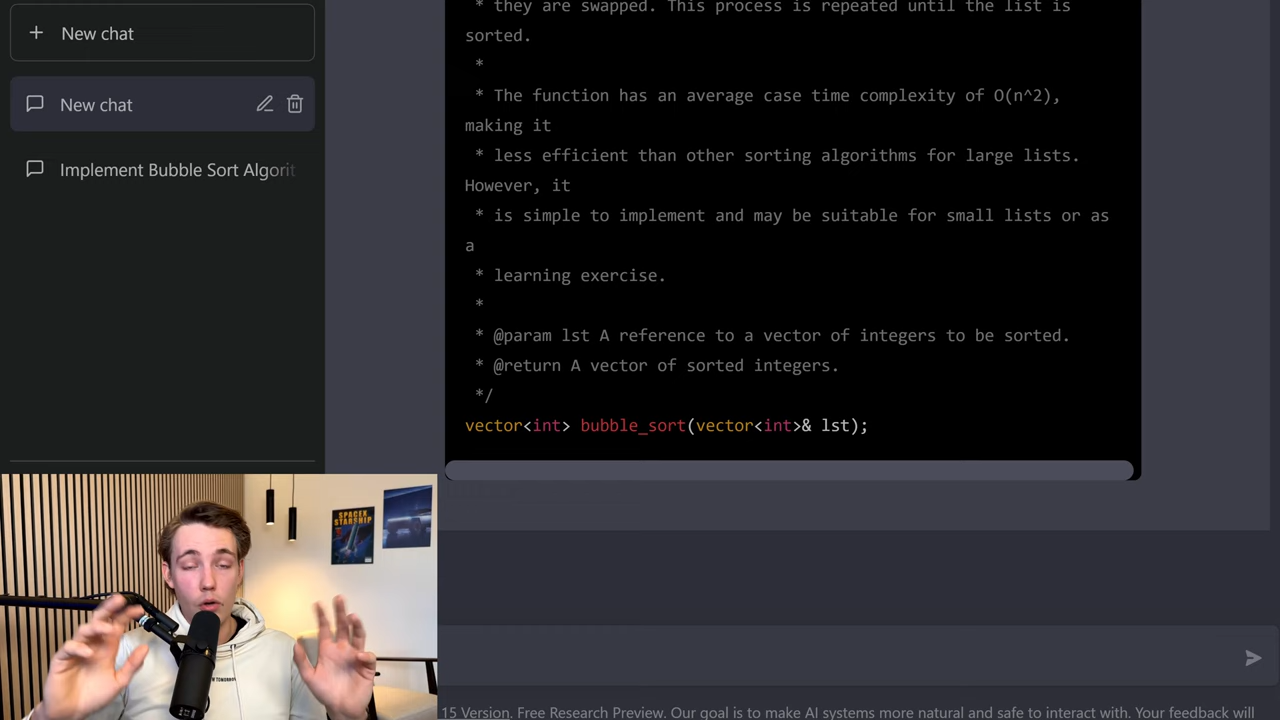 New chat
New chat
Implement Bubble Sort Algorit
* they are swapped. This process is repeated until the list is
sorted.
*
* The function has an average case time complexity of O(n^2),
making it
* less efficient than other sorting algorithms for large lists.
However, it
* is simple to implement and may be suitable for small lists or as
a
* learning exercise.
*
* @param lst A reference to a vector of integers to be sorted.
* @return A vector of sorted integers.
*/
vector<int> bubble_sort(vector<int>& lst);
SPACEX
STARSHIP
15 Version. Free Research Preview. Our goal is to make AI systems more natural and safe to interact with. Your feedback will